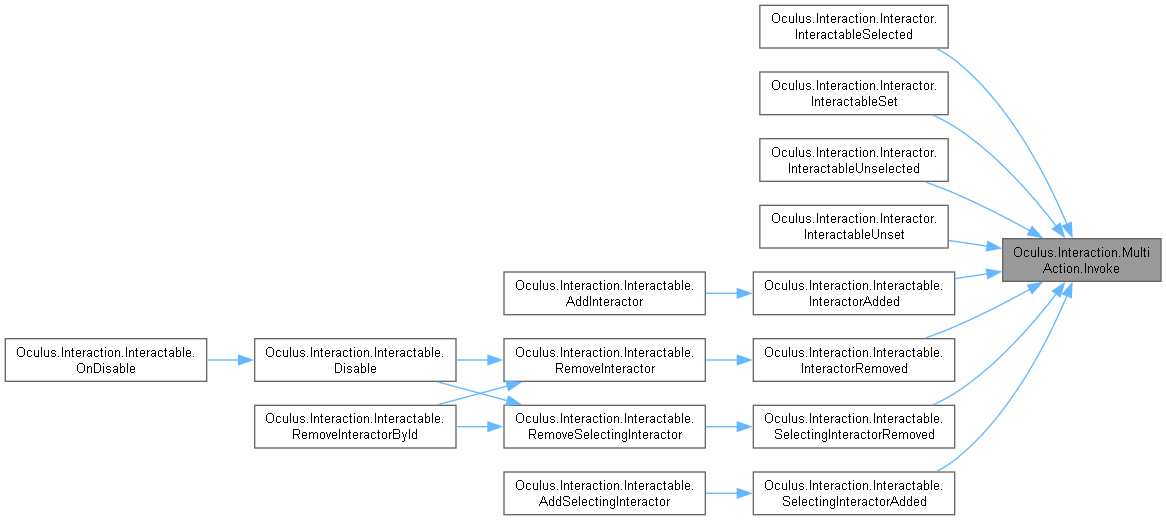 Oculus.Interaction.Interactor.
InteractableSelected
Oculus.Interaction.Interactor.
InteractableSet
Oculus.Interaction.Interactor.
InteractableUnselected
Oculus.Interaction.Interactor.
InteractableUnset
Oculus.Interaction.Multi
Action.Invoke
Oculus.Interaction.Interactable.
AddInteractor
Oculus.Interaction.Interactable.
InteractorAdded
Oculus.Interaction.Interactable.
OnDisable
Oculus.Interaction.Interactable.
Disable
Oculus.Interaction.Interactable.
RemoveInteractor
Oculus.Interaction.Interactable.
InteractorRemoved
Oculus.Interaction.Interactable.
RemoveInteractorById
Oculus.Interaction.Interactable.
RemoveSelectingInteractor
Oculus.Interaction.Interactable.
SelectingInteractorRemoved
Oculus.Interaction.Interactable.
AddSelectingInteractor
Oculus.Interaction.Interactable.
SelectingInteractorAdded